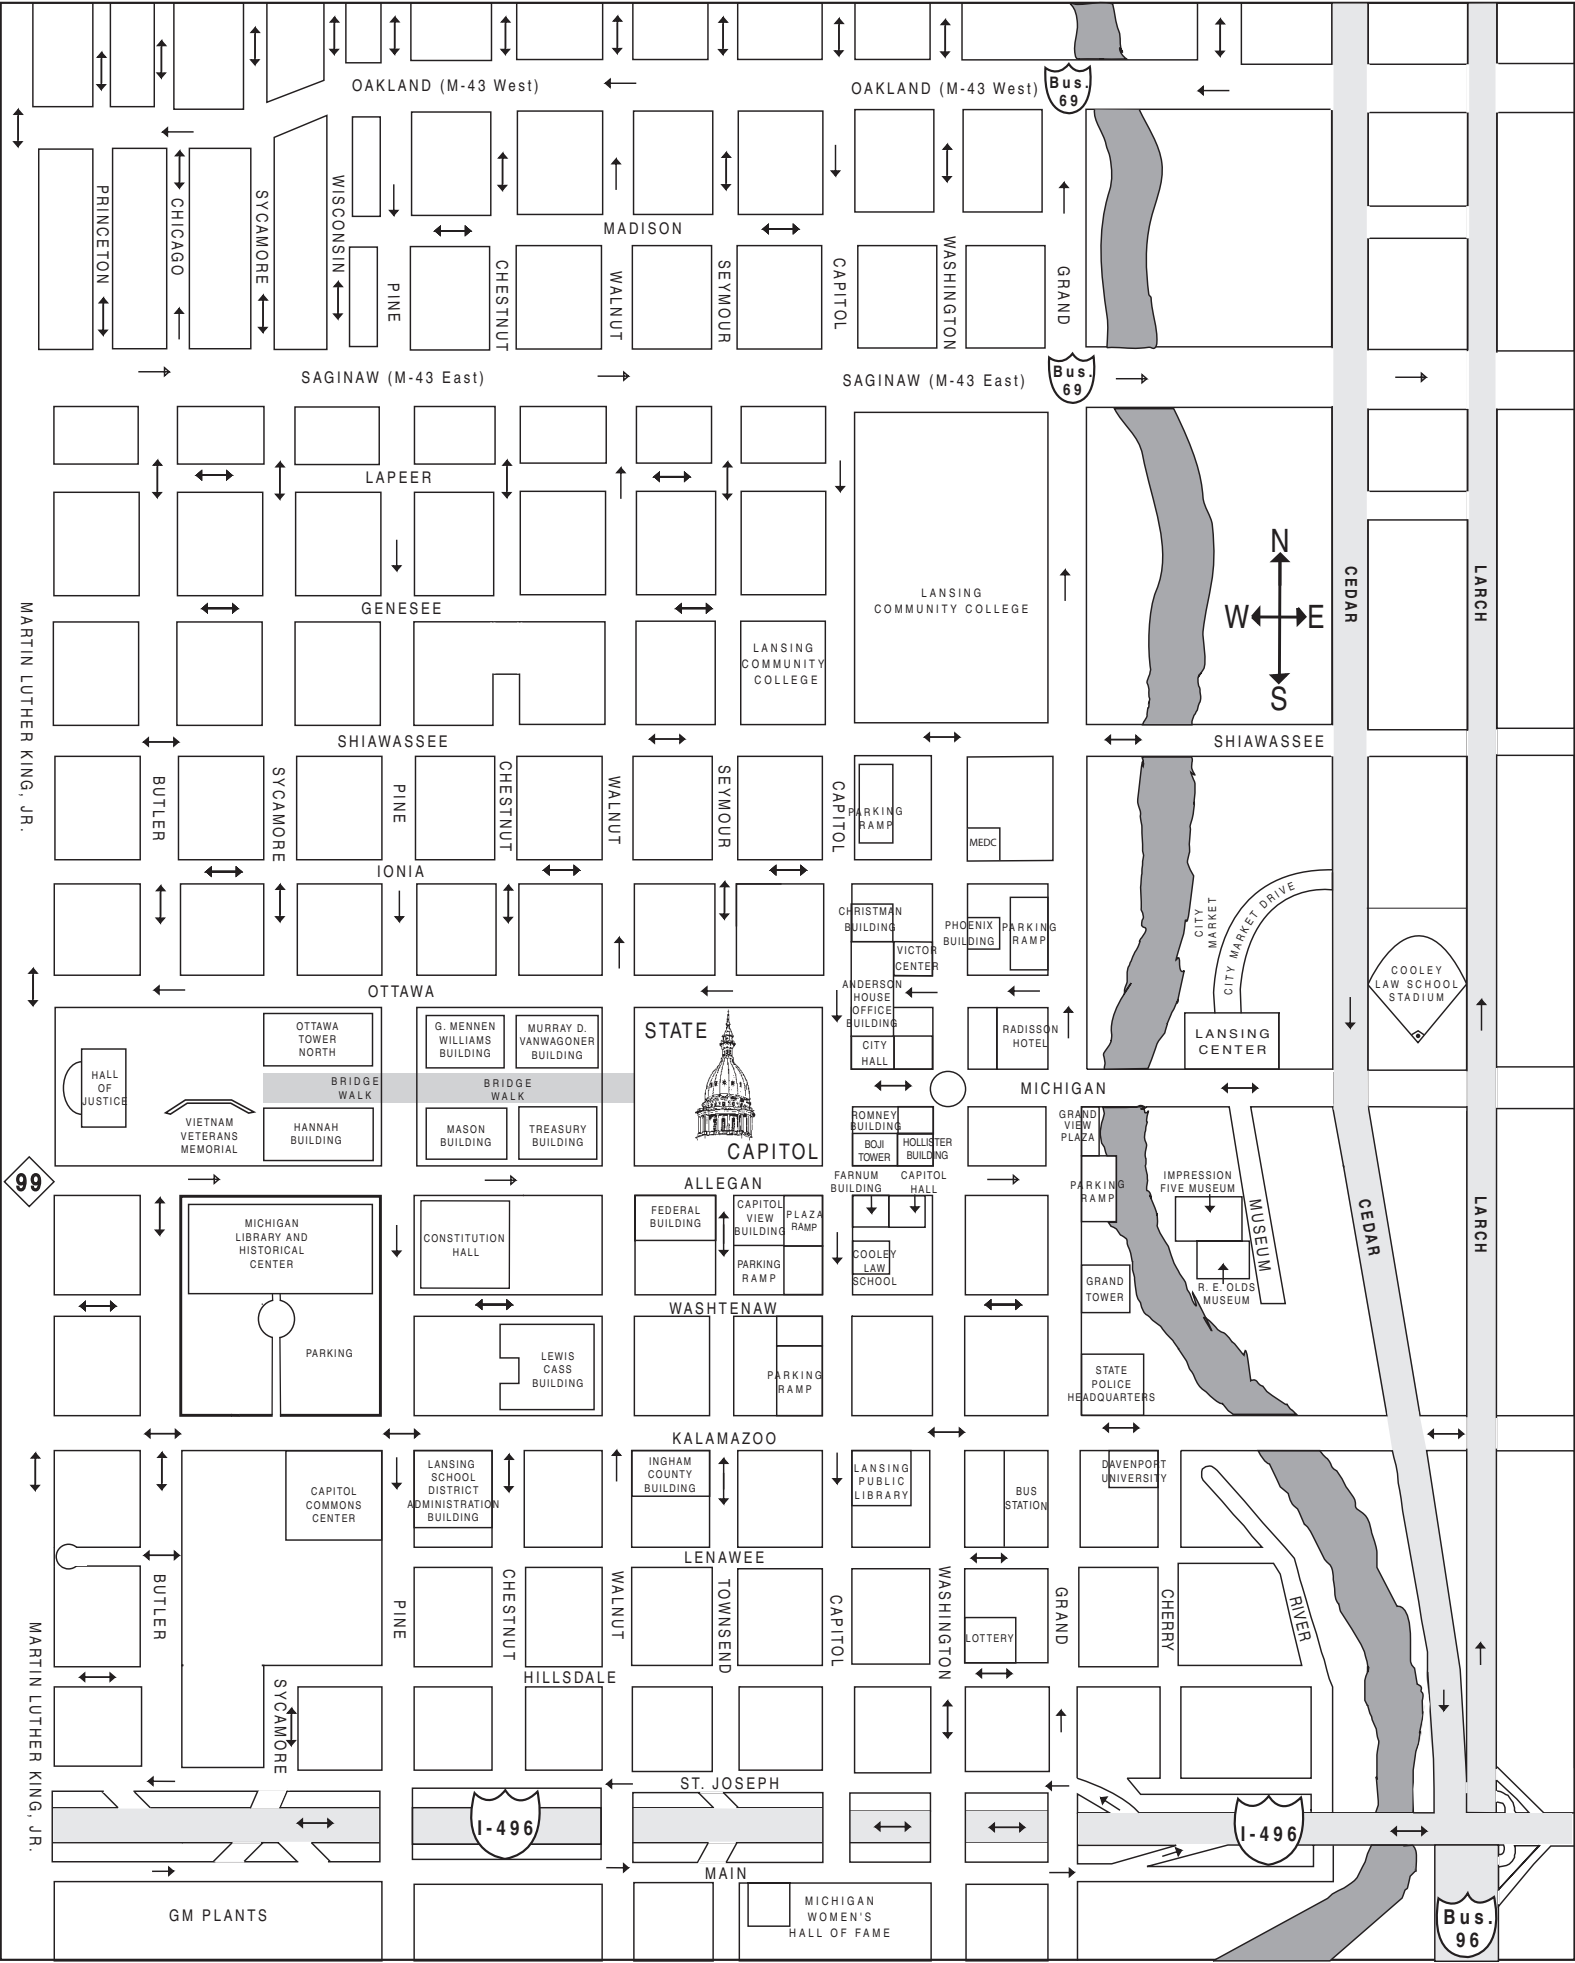 OAKLAND (M-43 West)
OAKLAND (M-43 West)
Bus.
69
PRINCETON
CHICAGO
SYCAMORE
WISCONSIN
PINE
CHESTNUT
WALNUT
SEYMOUR
CAPITOL
WASHINGTON
GRAND
MADISON
SAGINAW (M-43 East)
SAGINAW (M-43 East)
Bus.
69
LAPEER
GENESEE
LANSING
COMMUNITY COLLEGE
LANSING
COMMUNITY
COLLEGE
N
W
E
S
CEDAR
LARCH
MARTIN LUTHER KING, JR.
SHIAWASSEE
SHIAWASSEE
BUTLER
SYCAMORE
PINE
CHESTNUT
WALNUT
SEYMOUR
CAPITOL
PARKING
RAMP
MEDC
IONIA
CHRISTMAN
BUILDING
VICTOR
CENTER
PHOENIX
BUILDING
PARKING
RAMP
CITY
MARKET
CITY MARKET DRIVE
COOLEY
LAW SCHOOL
STADIUM
OTTAWA
ANDERSON
HOUSE
OFFICE
BUILDING
CITY
HALL
RADISSON
HOTEL
LANSING
CENTER
HALL
OF
JUSTICE
OTTAWA
TOWER
NORTH
G. MENNEN
WILLIAMS
BUILDING
MURRAY D.
VANWAGONER
BUILDING
STATE
CAPITOL
BRIDGE
WALK
BRIDGE
WALK
VIETNAM
VETERANS
MEMORIAL
HANNAH
BUILDING
MASON
BUILDING
TREASURY
BUILDING
MICHIGAN
ROMNEY
BUILDING
BOJI
TOWER
HOLLISTER
BUILDING
GRAND
VIEW
PLAZA
99
ALLEGAN
FARNUM
BUILDING
CAPITOL
HALL
PARKING
RAMP
IMPRESSION
FIVE MUSEUM
MUSEUM
CEDAR
LARCH
MICHIGAN
LIBRARY AND
HISTORICAL
CENTER
CONSTITUTION
HALL
FEDERAL
BUILDING
CAPITOL
VIEW
BUILDING
PLAZA
RAMP
PARKING
RAMP
COOLEY
LAW
SCHOOL
GRAND
TOWER
R. E. OLDS
MUSEUM
WASHTENAW
PARKING
LEWIS
CASS
BUILDING
PARKING
RAMP
STATE
POLICE
HEADQUARTERS
KALAMAZOO
CAPITOL
COMMONS
CENTER
LANSING
SCHOOL
DISTRICT
ADMINISTRATION
BUILDING
INGHAM
COUNTY
BUILDING
LANSING
PUBLIC
LIBRARY
BUS
STATION
DAVENPORT
UNIVERSITY
LENAWEE
BUTLER
PINE
CHESTNUT
WALNUT
TOWNSEND
CAPITOL
WASHINGTON
LOTTERY
GRAND
CHERRY
RIVER
MARTIN LUTHER KING, JR.
HILLSDALE
SYCAMORE
ST. JOSEPH
I-496
I-496
MAIN
GM PLANTS
MICHIGAN
WOMEN'S
HALL OF FAME
Bus.
96